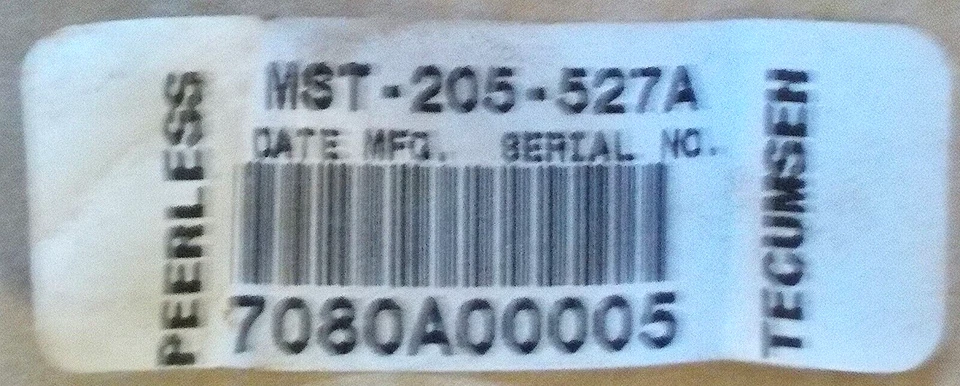 PEERLESS
MST-205-527A
DATE MFG. SERIAL NO.
7080A00005
TECUMSEH